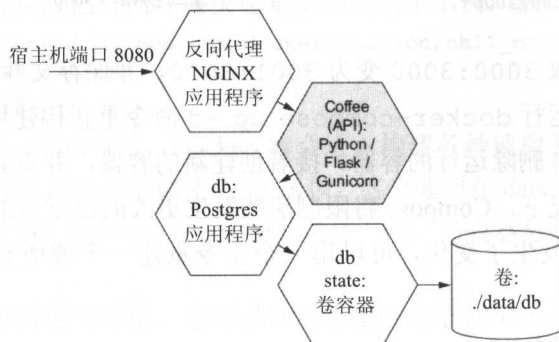 宿主机端口 8080
反向代理
NGINX
应用程序
Coffee
(API):
Python /
Flask /
Gunicorn
db:
Postgres
应用程序
db
state:
卷容器
卷:
./data/db